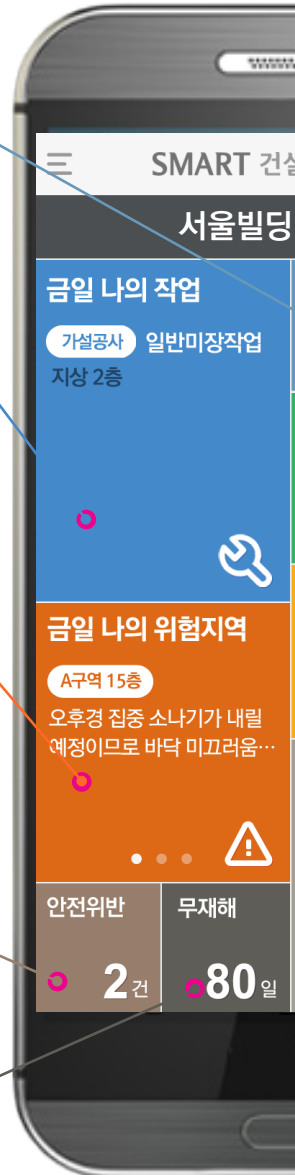 SMART 건설
서울빌딩
금일 나의 작업
가설공사 일반미장작업
지상 2층
금일 나의 위험지역
A구역 15층
오후경 집중 소나기가 내릴
예정이므로 바닥 미끄러움…
안전위반
2건
무재해
80일